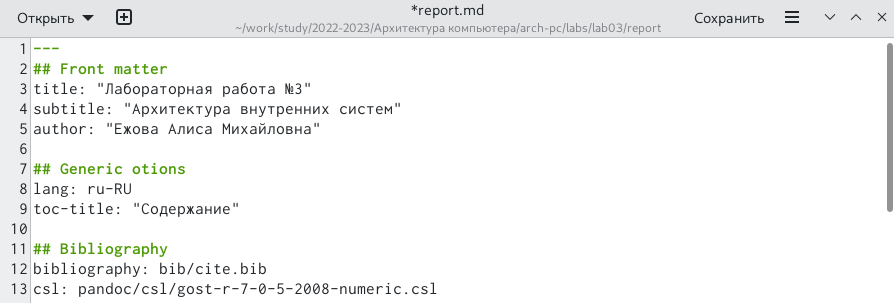 Открыть
*report.md
~/work/study/2022-2023/Архитектура компьютера/arch-pc/labs/lab03/report
Сохранить
1 ---
2 ## Front matter
3 title: "Лабораторная работа №3"
4 subtitle: "Архитектура внутренних систем"
5 author: "Ежова Алиса Михайловна"
6
7 ## Generic otions
8 lang: ru-RU
9 toc-title: "Содержание"
10
11 ## Bibliography
12 bibliography: bib/cite.bib
13 csl: pandoc/csl/gost-r-7-0-5-2008-numeric.csl